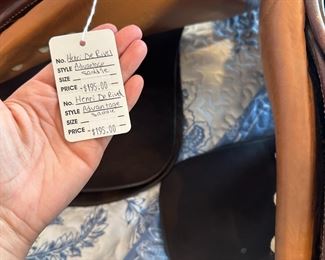 No. Henri De Rivel
STYLE Advantage
SIZE — saddle
PRICE -$195.00
No. Henri De Rivel
STYLE Advantage
SIZE — saddle
PRICE -$195.00